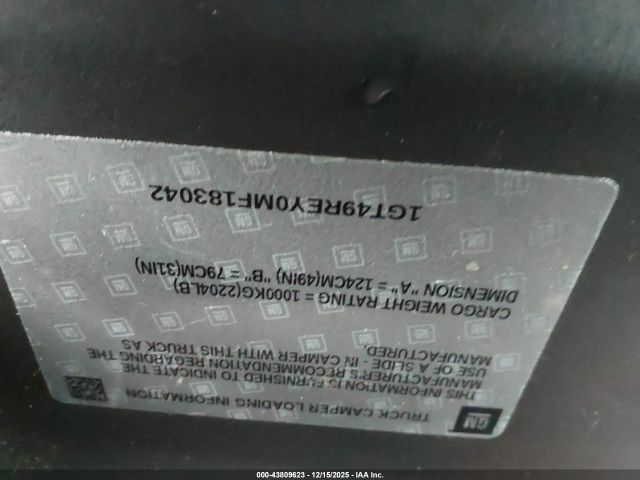 GM TRUCK CAMPER LOADING INFORMATION
THIS INFORMATION IS FURNISHED TO INDICATE THE
MANUFACTURER'S RECOMMENDATION REGARDING THE
USE OF A SLIDE - IN CAMPER WITH THIS TRUCK AS
MANUFACTURED.
CARGO WEIGHT RATING = 1000KG(2204LB)
DIMENSION "A" = 124CM(49IN) "B" = 79CM(31IN)
1GT49REY0MF183042
000-43809623 - 12/15/2025 - IAA Inc.